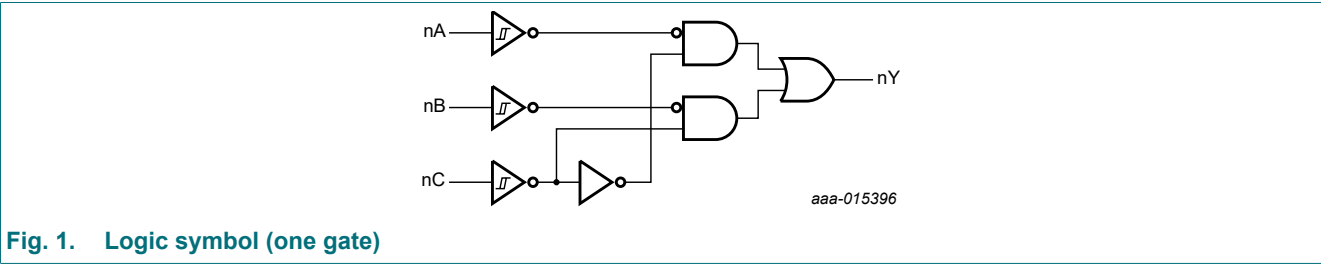 nA
nY
nB
nC
aaa-015396
Fig. 1. Logic symbol (one gate)